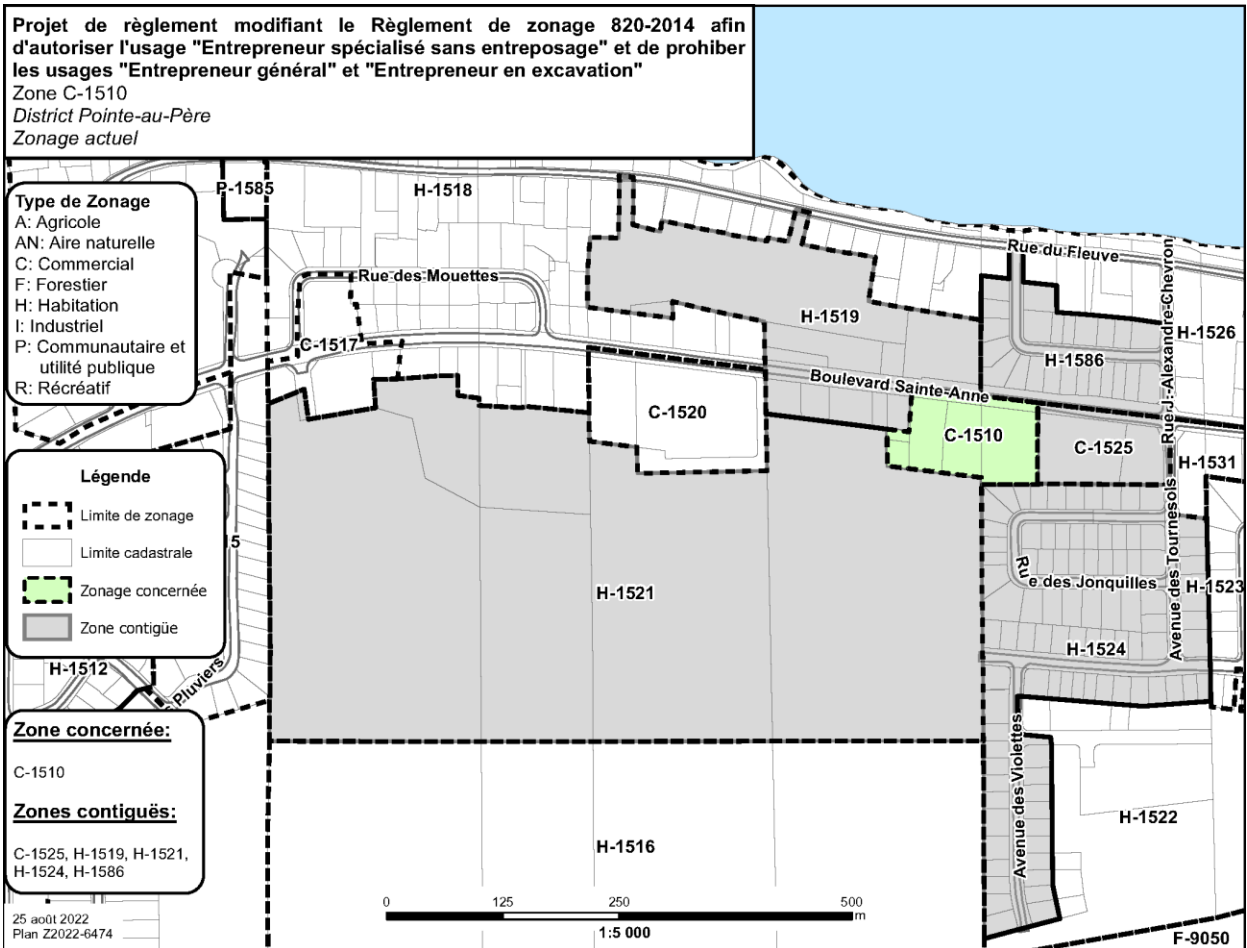 Projet de règlement modifiant le Règlement de zonage 820-2014 afin
d'autoriser l'usage "Entrepreneur spécialisé sans entreposage" et de prohiber
les usages "Entrepreneur général" et "Entrepreneur en excavation"
Zone C-1510
District Pointe-au-Père
Zonage actuel
Type de Zonage
A: Agricole
AN: Aire naturelle
C: Commercial
F: Forestier
H: Habitation
I: Industriel
P: Communautaire et
utilité publique
R: Récréatif
Légende
Limite de zonage
Limite cadastrale
Zonage concernée
Zone contigüe
Zone concernée:
C-1510
Zones contiguës:
C-1525, H-1519, H-1521,
H-1524, H-1586
25 août 2022
Plan Z2022-6474
P-1585
H-1518
Rue du Fleuve
Rue des Mouettes
H-1519
C-1517
H-1586
H-1526
Rue J.-Alexandre-Chevron
Boulevard Sainte-Anne
C-1520
C-1510
C-1525
H-1531
5
H-1521
Rue des Jonquilles
Avenue des Tournesols
H-1523
H-1524
H-1512
Pluviers
Avenue des Violettes
H-1522
H-1516
F-9050
0 125 250 500
m
1:5 000